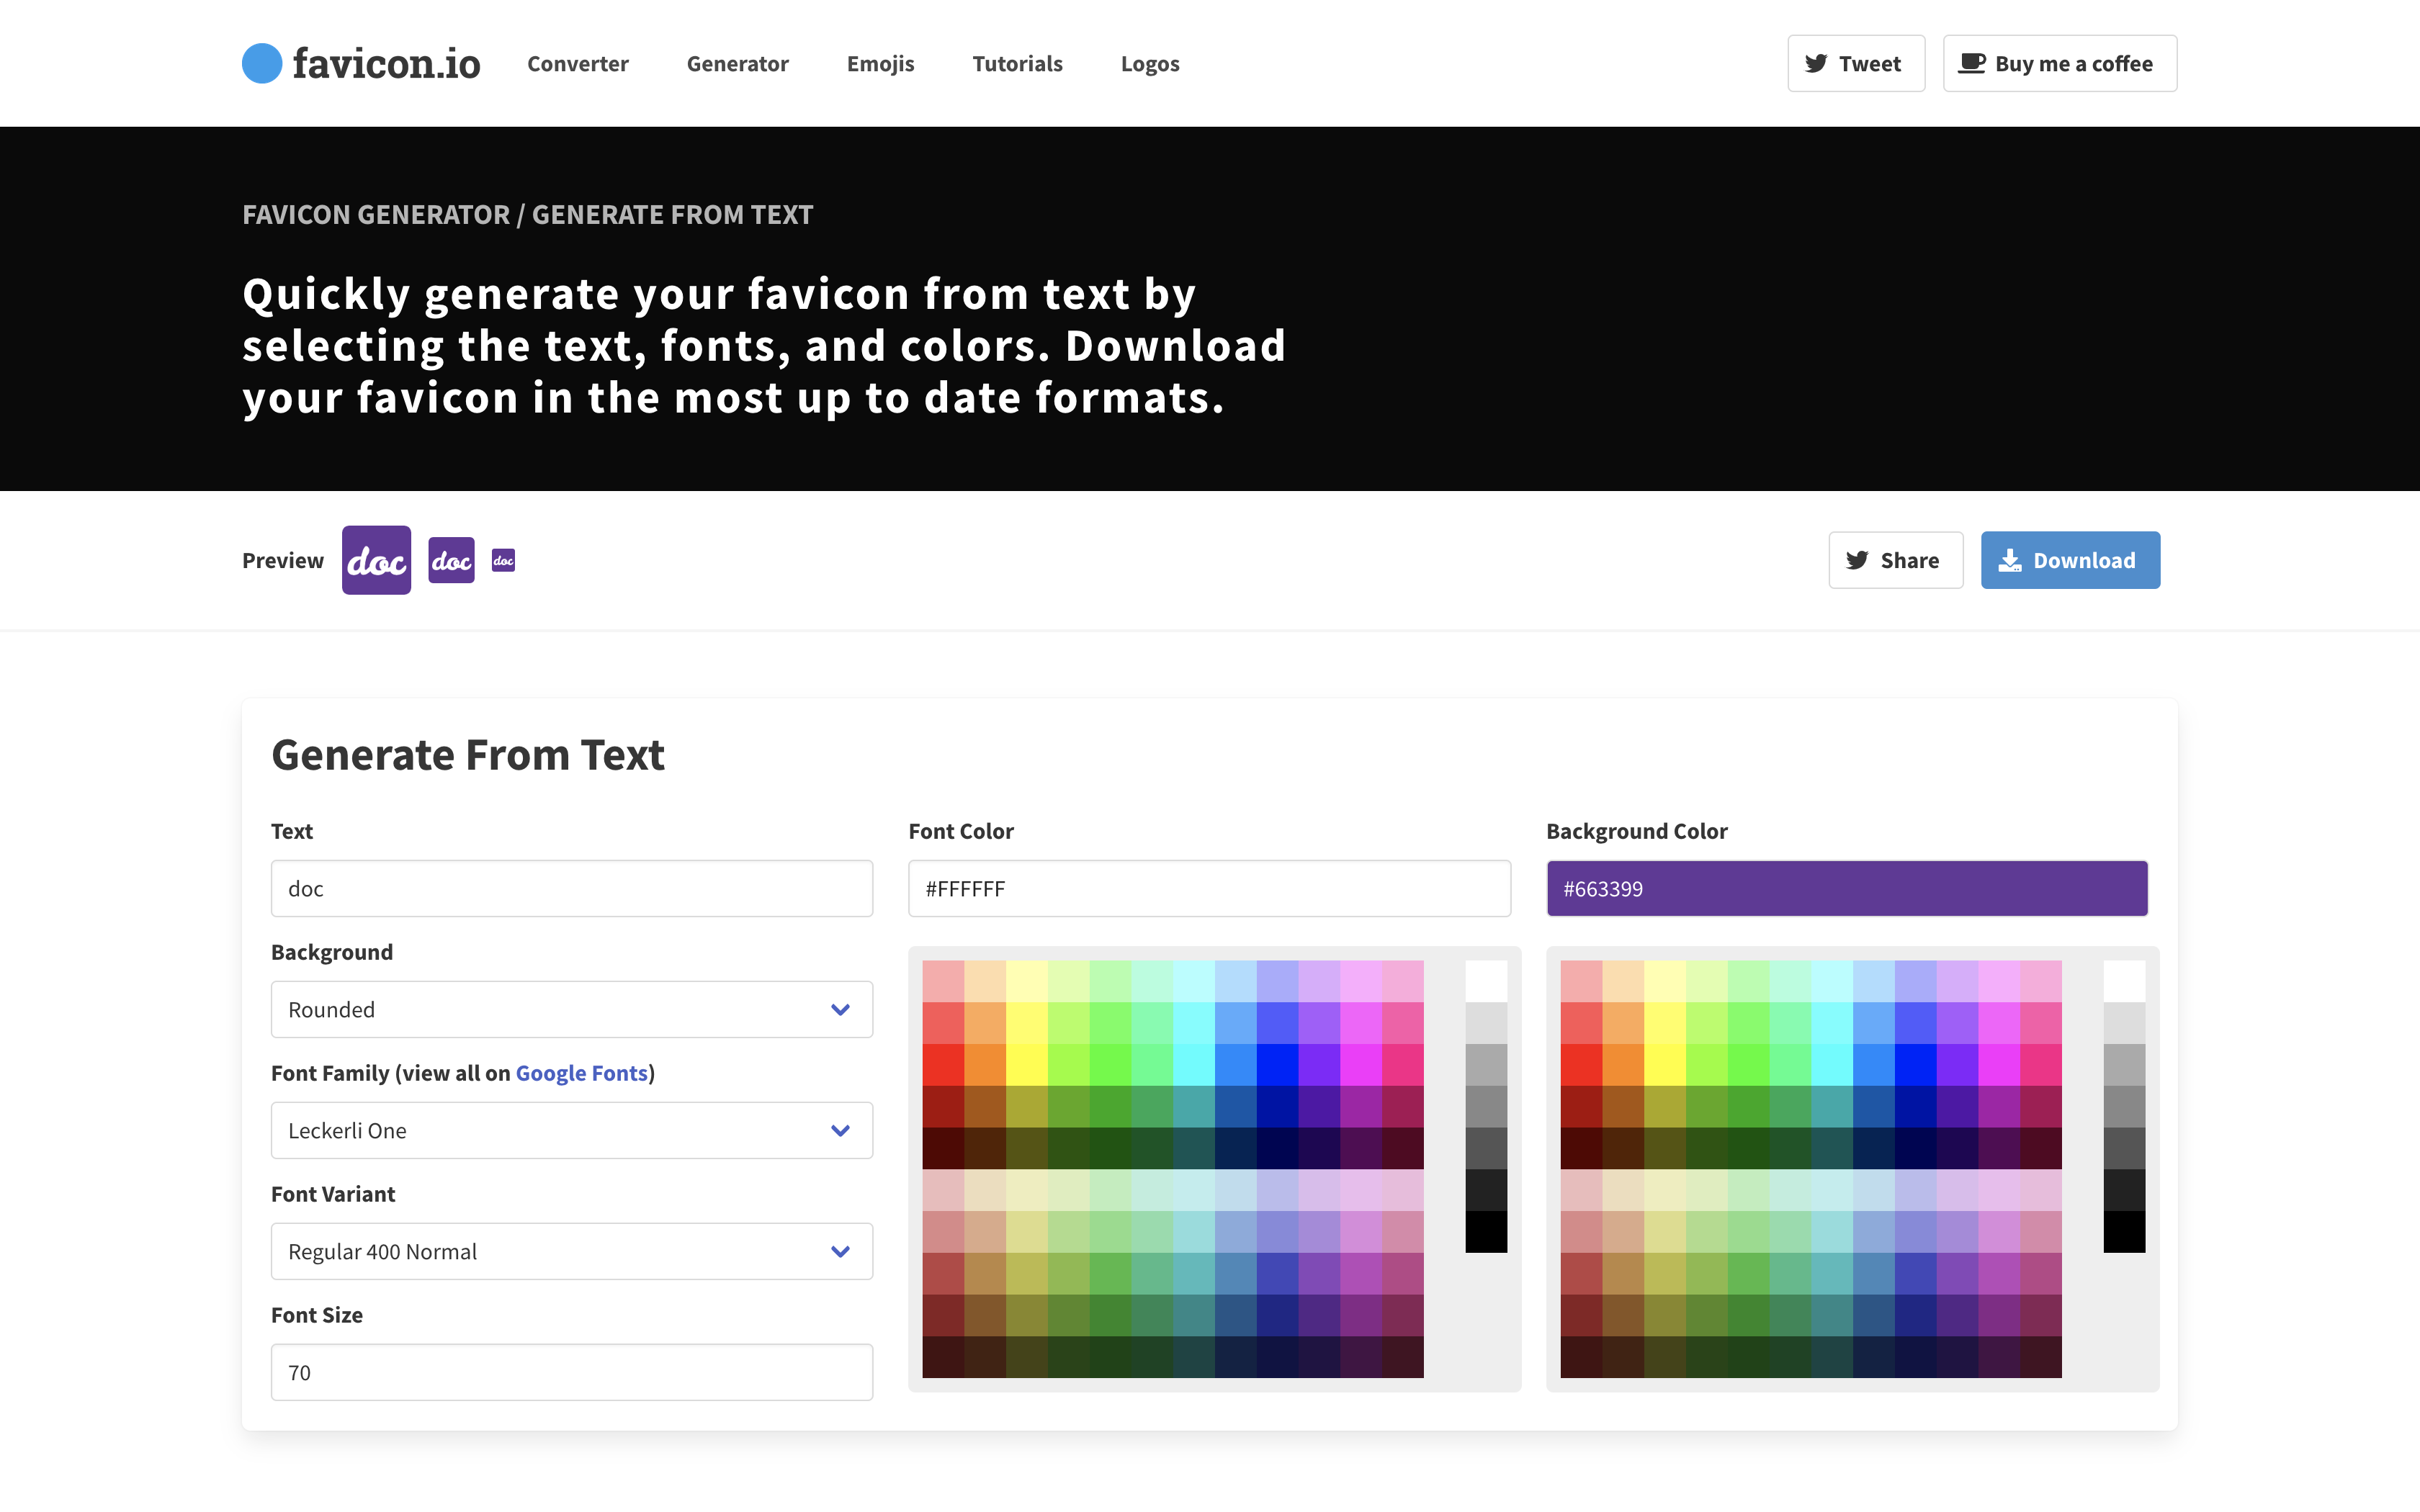 favicon.io
Converter
Generator
Emojis
Tutorials
Logos
Tweet
Buy me a coffee
FAVICON GENERATOR / GENERATE FROM TEXT
Quickly generate your favicon from text by
selecting the text, fonts, and colors. Download
your favicon in the most up to date formats.
Preview
doc
doc
doc
Share
Download
Generate From Text
Text
doc
Background
Rounded
Font Family (view all on Google Fonts)
Leckerli One
Font Variant
Regular 400 Normal
Font Size
70
Font Color
#FFFFFF
Background Color
#663399